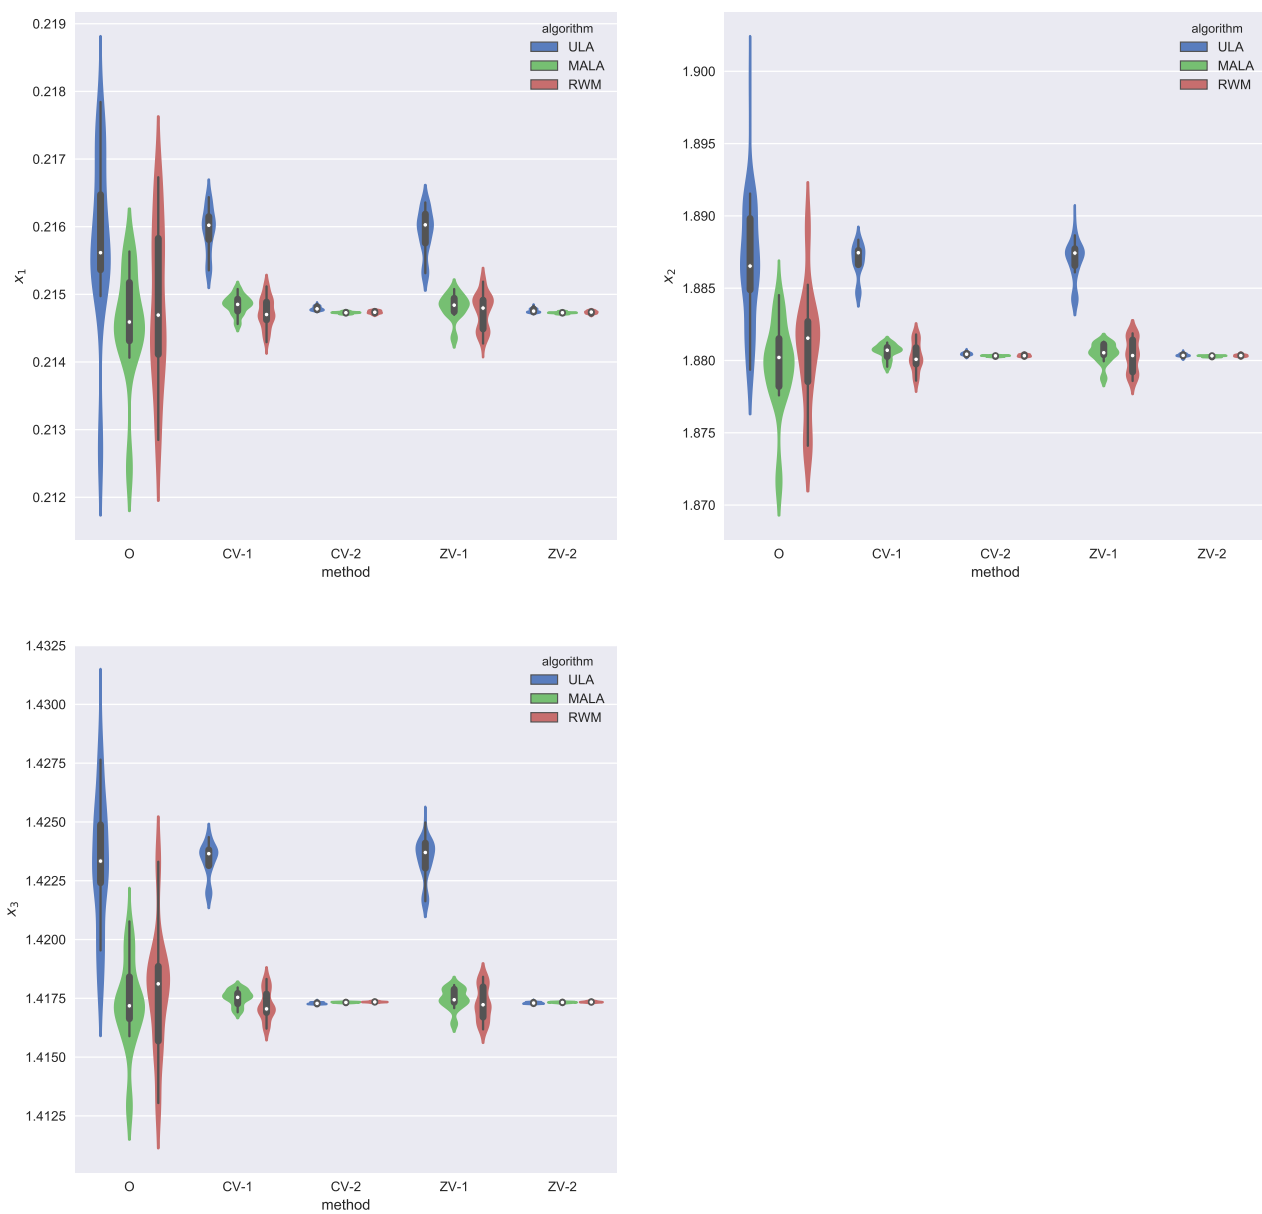 0.219
0.218
0.217
0.216
0.215
0.214
0.213
0.212
x₁
algorithm
ULA
MALA
RWM
O CV-1 CV-2 ZV-1 ZV-2
method
1.900
1.895
1.890
1.885
1.880
1.875
1.870
x₂
algorithm
ULA
MALA
RWM
O CV-1 CV-2 ZV-1 ZV-2
method
1.4325
1.4300
1.4275
1.4250
1.4225
1.4200
1.4175
1.4150
1.4125
x₃
algorithm
ULA
MALA
RWM
O CV-1 CV-2 ZV-1 ZV-2
method